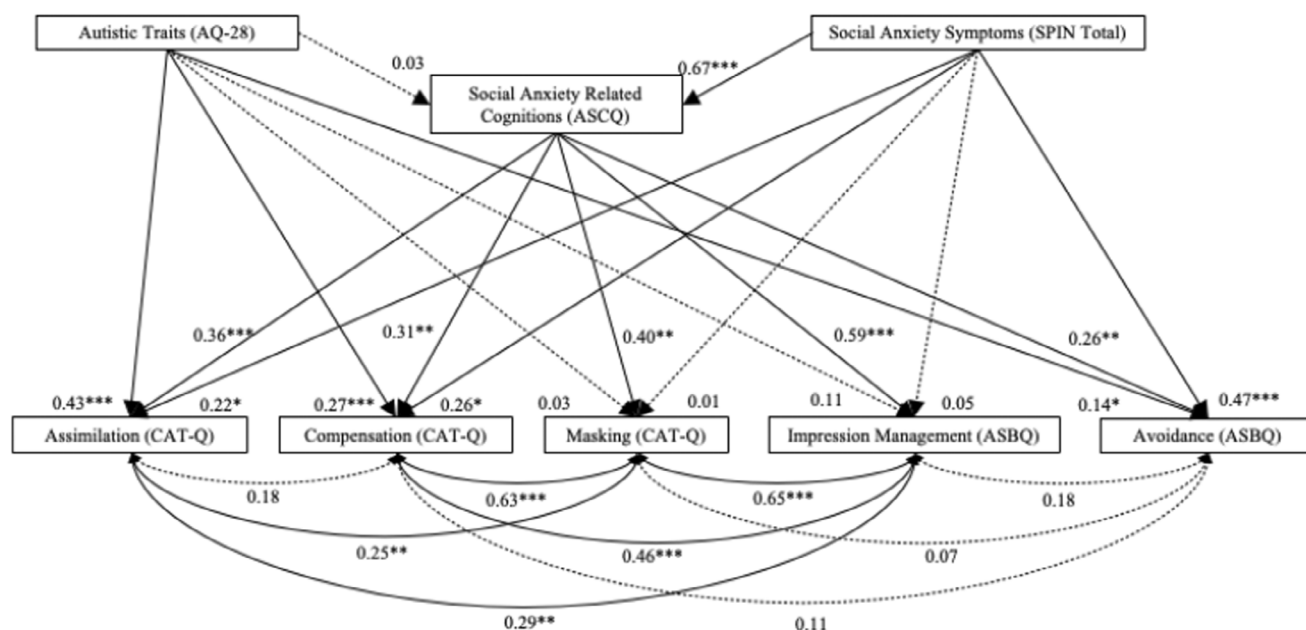 Autistic Traits (AQ-28)
Social Anxiety Symptoms (SPIN Total)
0.03
0.67***
Social Anxiety Related
Cognitions (ASCQ)
0.36***
0.31**
0.40**
0.59***
0.26**
0.43***
0.22*
0.27***
0.26*
0.03
0.01
0.11
0.05
0.14*
0.47***
Assimilation (CAT-Q)
Compensation (CAT-Q)
Masking (CAT-Q)
Impression Management (ASBQ)
Avoidance (ASBQ)
0.18
0.63***
0.65***
0.18
0.25**
0.46***
0.07
0.29**
0.11